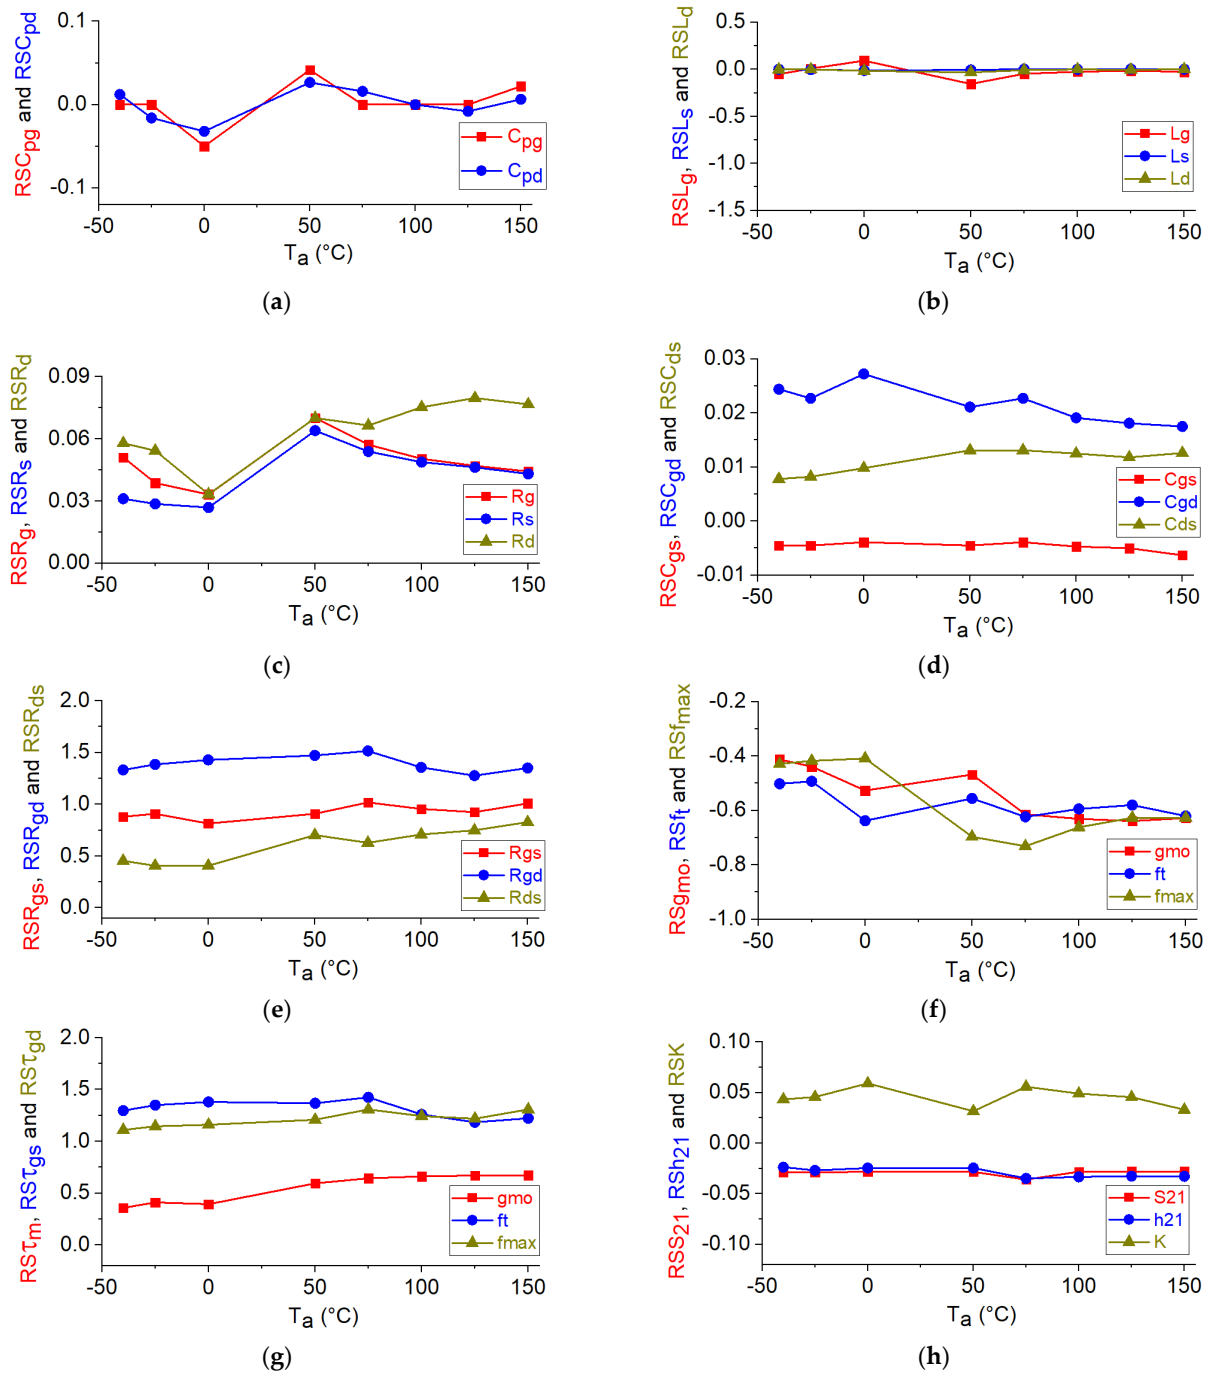 RSCpg and RSCpd
0.1
0.0
-0.1
Cpg
Cpd
-50 0 50 100 150
Ta (°C)
(a)
RSLg, RSLs and RSLd
0.5
0.0
-0.5
-1.0
-1.5
Lg
Ls
Ld
-50 0 50 100 150
Ta (°C)
(b)
RSRg, RSRs and RSRd
0.09
0.06
0.03
0.00
Rg
Rs
Rd
-50 0 50 100 150
Ta (°C)
(c)
RSCgs, RSCgd and RSCds
0.03
0.02
0.01
0.00
-0.01
Cgs
Cgd
Cds
-50 0 50 100 150
Ta (°C)
(d)
RSRgs, RSRgd and RSRds
2.0
1.5
1.0
0.5
0.0
Rgs
Rgd
Rds
-50 0 50 100 150
Ta (°C)
(e)
RSgmo, RSft and RSfmax
-0.2
-0.4
-0.6
-0.8
-1.0
gmo
ft
fmax
-50 0 50 100 150
Ta (°C)
(f)
RSτm, RSτgs and RSτgd
2.0
1.5
1.0
0.5
0.0
gmo
ft
fmax
-50 0 50 100 150
Ta (°C)
(g)
RSS21, RSh21 and RSK
0.10
0.05
0.00
-0.05
-0.10
S21
h21
K
-50 0 50 100 150
Ta (°C)
(h)